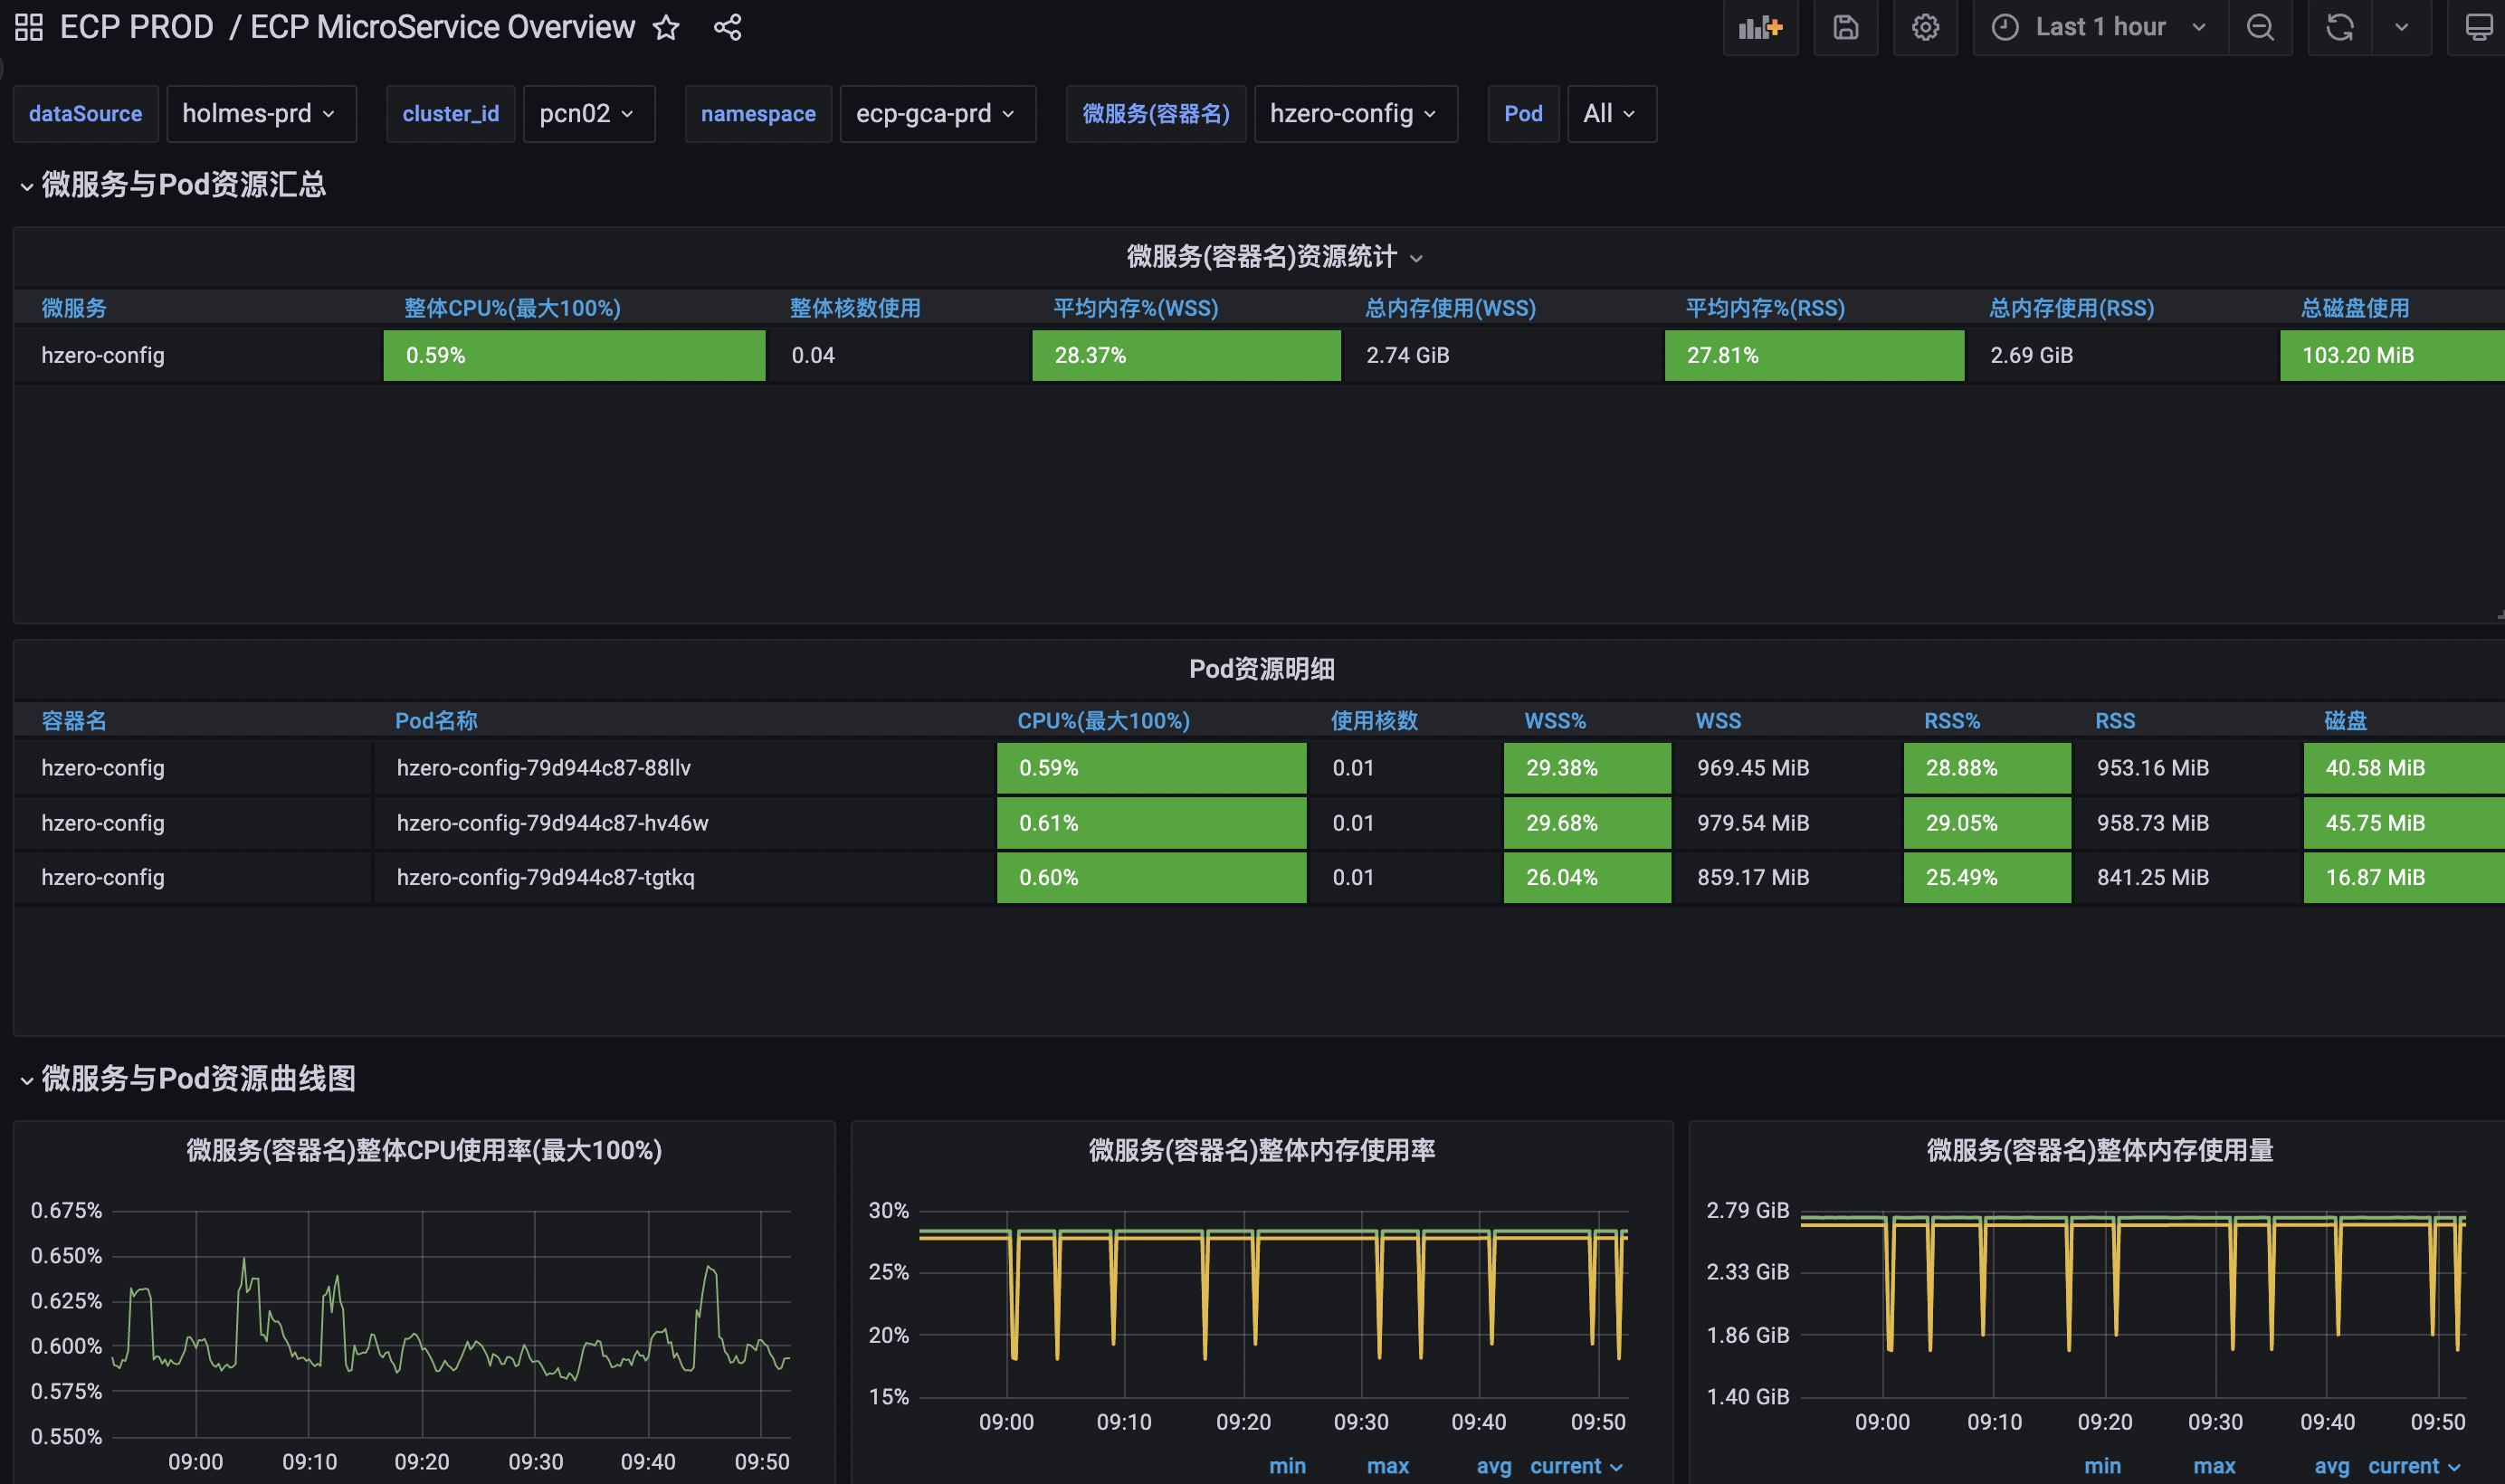 ECP PROD / ECP MicroService Overview
Last 1 hour
dataSource holmes-prd cluster_id pcn02 namespace ecp-gca-prd 微服务(容器名) hzero-config Pod All
微服务与Pod资源汇总
微服务(容器名)资源统计
微服务 整体CPU%(最大100%) 整体核数使用 平均内存%(WSS) 总内存使用(WSS) 平均内存%(RSS) 总内存使用(RSS) 总磁盘使用
hzero-config 0.59% 0.04 28.37% 2.74 GiB 27.81% 2.69 GiB 103.20 MiB
Pod资源明细
容器名 Pod名称 CPU%(最大100%) 使用核数 WSS% WSS RSS% RSS 磁盘
hzero-config hzero-config-79d944c87-88llv 0.59% 0.01 29.38% 969.45 MiB 28.88% 953.16 MiB 40.58 MiB
hzero-config hzero-config-79d944c87-hv46w 0.61% 0.01 29.68% 979.54 MiB 29.05% 958.73 MiB 45.75 MiB
hzero-config hzero-config-79d944c87-tgtkq 0.60% 0.01 26.04% 859.17 MiB 25.49% 841.25 MiB 16.87 MiB
微服务与Pod资源曲线图
微服务(容器名)整体CPU使用率(最大100%)
0.675%
0.650%
0.625%
0.600%
0.575%
0.550%
09:00 09:10 09:20 09:30 09:40 09:50
微服务(容器名)整体内存使用率
30%
25%
20%
15%
09:00 09:10 09:20 09:30 09:40 09:50
min max avg current
微服务(容器名)整体内存使用量
2.79 GiB
2.33 GiB
1.86 GiB
1.40 GiB
09:00 09:10 09:20 09:30 09:40 09:50
min max avg current